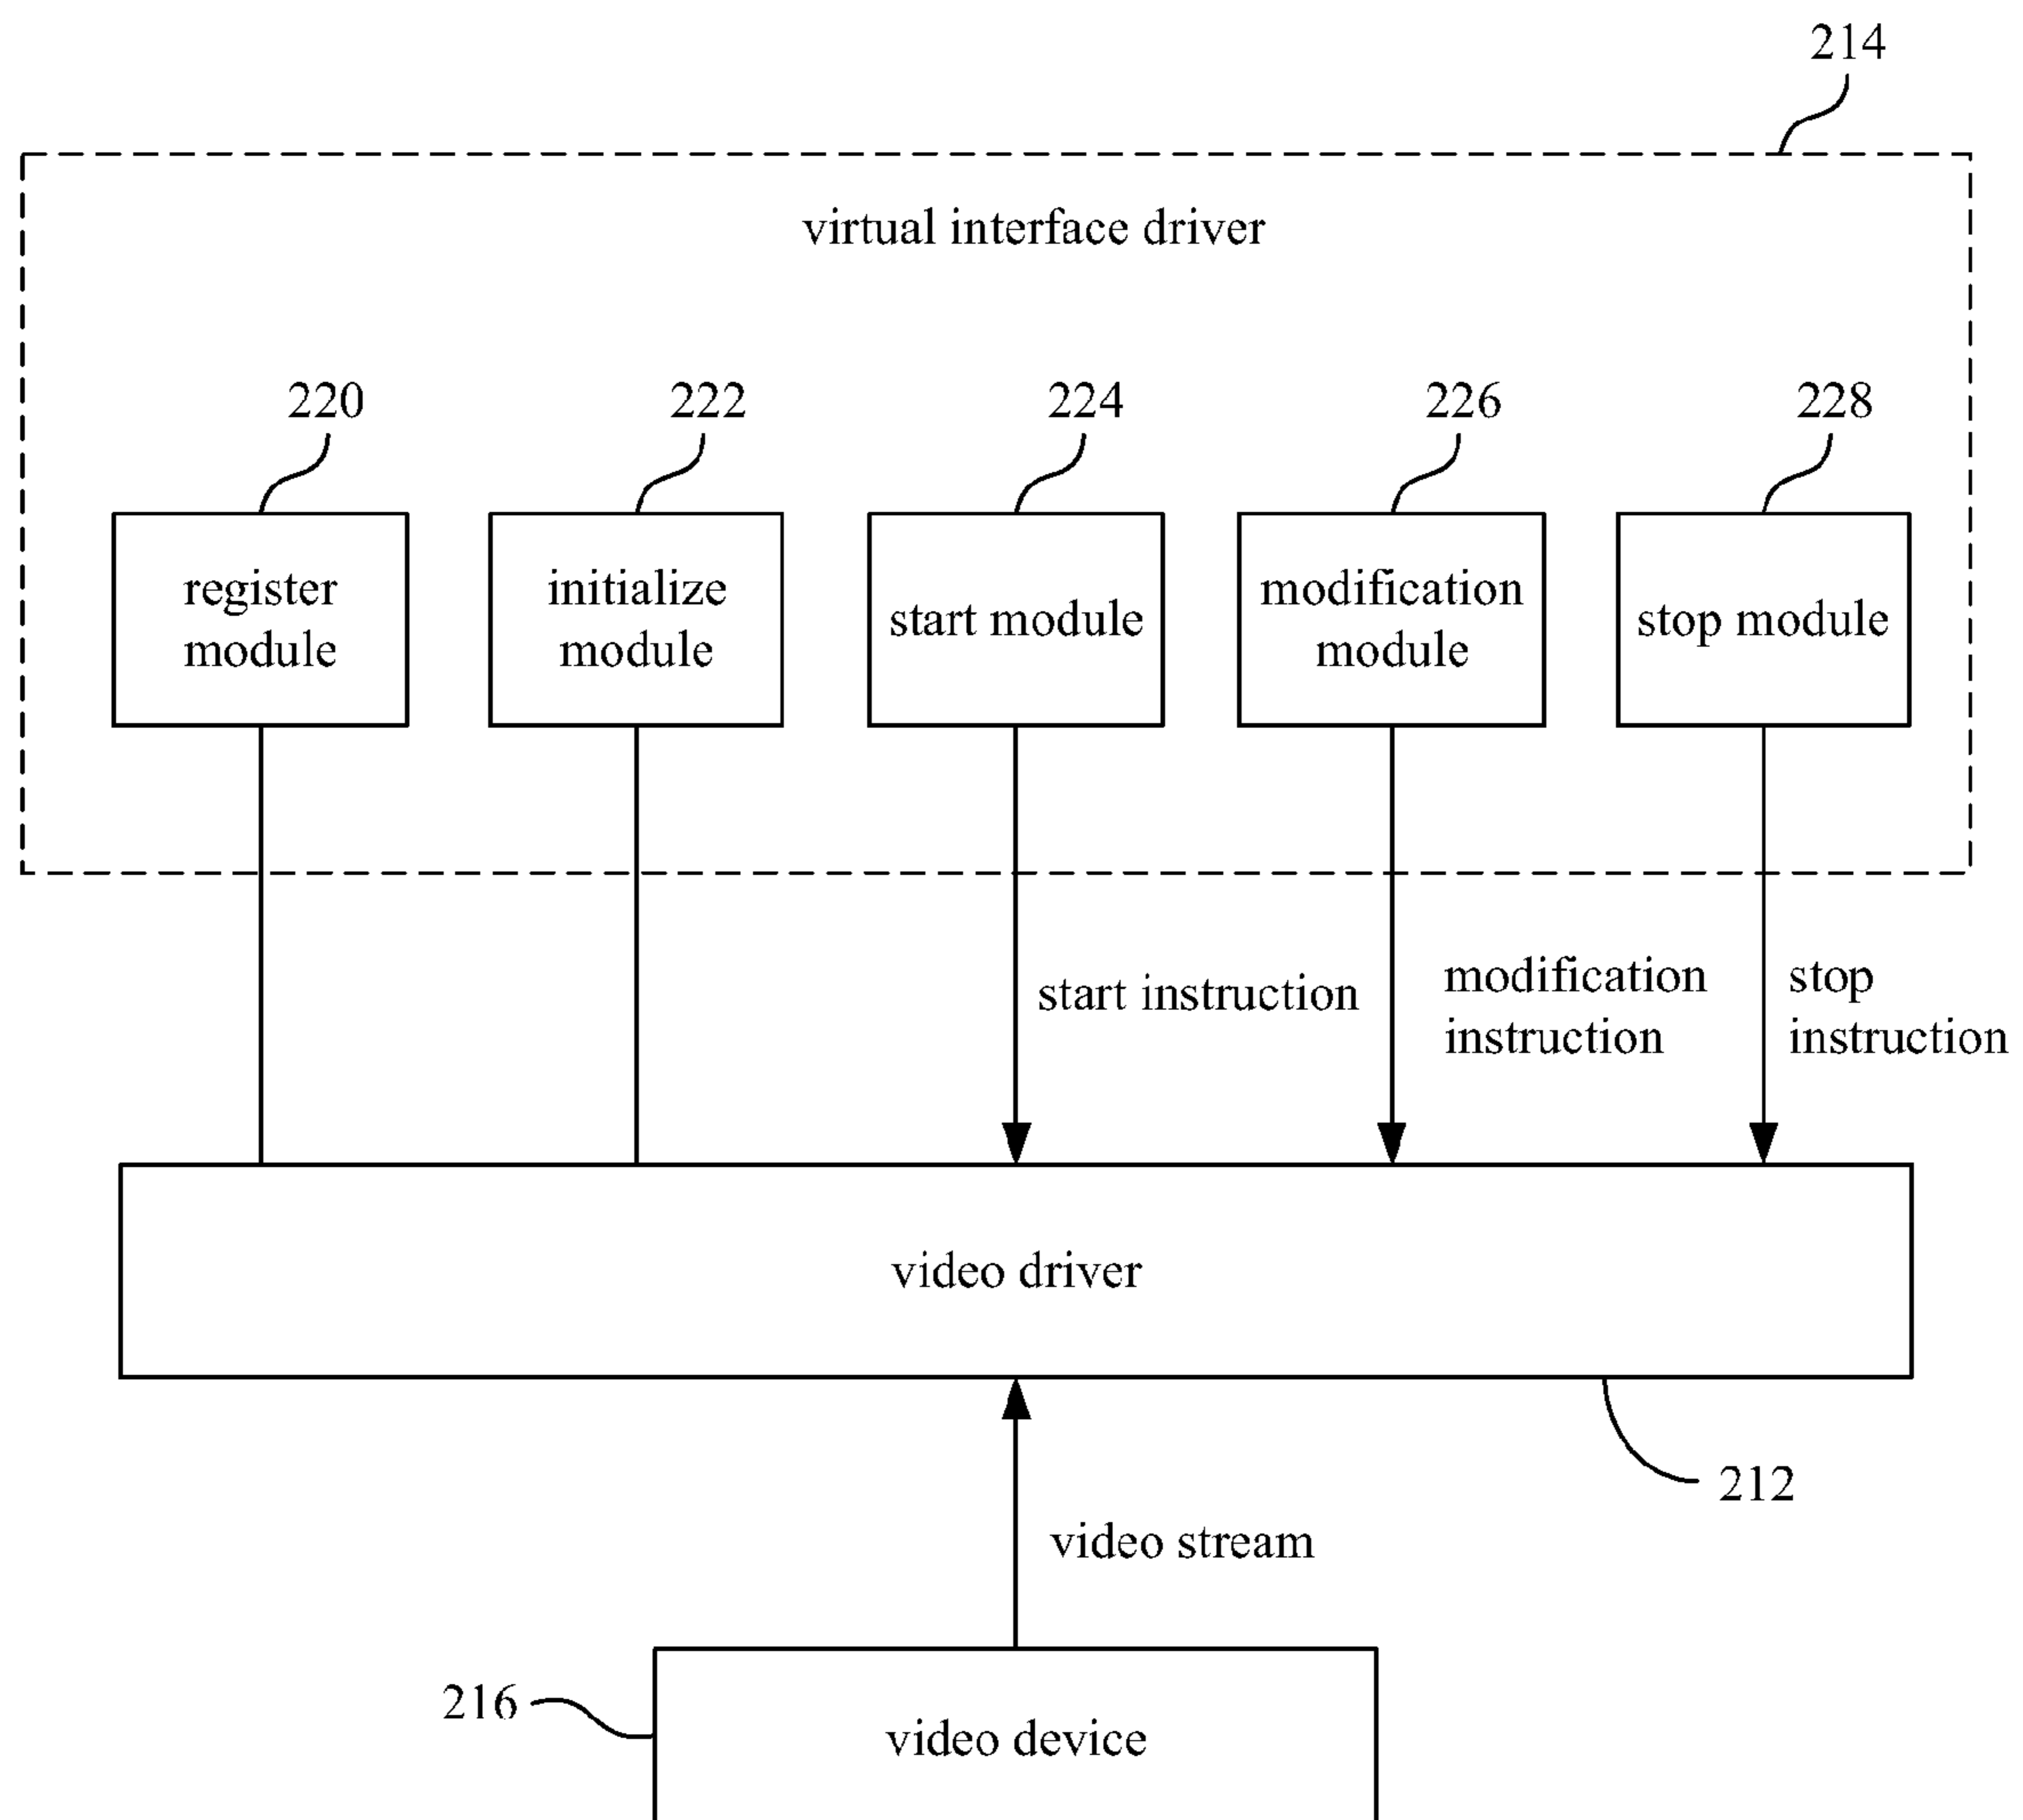 214
virtual interface driver
220
222
224
226
228
register
module
initialize
module
start module
modification
module
stop module
start instruction
modification
instruction
stop
instruction
video driver
212
video stream
216
video device